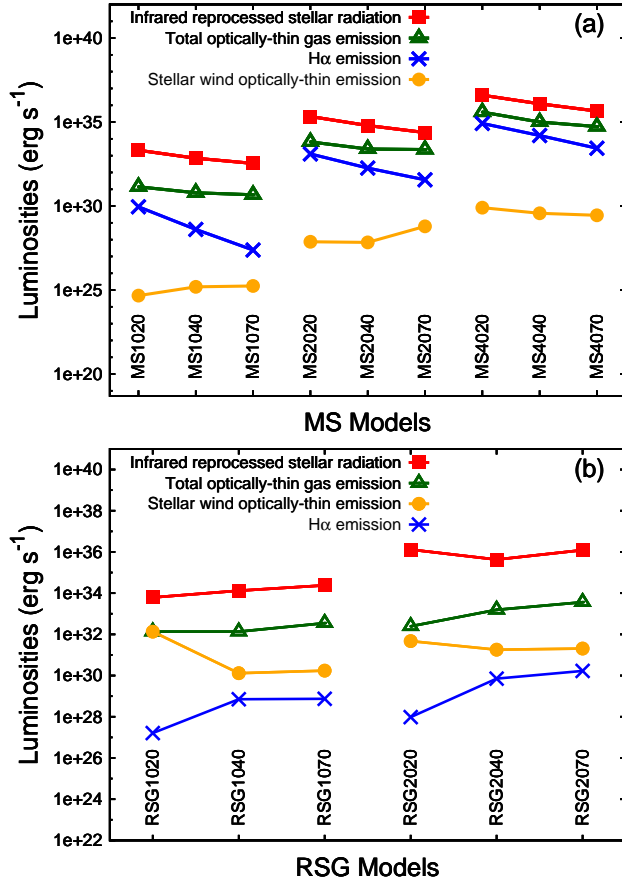 (a)
Infrared reprocessed stellar radiation
Total optically-thin gas emission
Hα emission
Stellar wind optically-thin emission
Luminosities (erg s⁻¹)
1e+40
1e+35
1e+30
1e+25
1e+20
MS1020
MS1040
MS1070
MS2020
MS2040
MS2070
MS4020
MS4040
MS4070
MS Models
(b)
Infrared reprocessed stellar radiation
Total optically-thin gas emission
Stellar wind optically-thin emission
Hα emission
Luminosities (erg s⁻¹)
1e+40
1e+38
1e+36
1e+34
1e+32
1e+30
1e+28
1e+26
1e+24
1e+22
RSG1020
RSG1040
RSG1070
RSG2020
RSG2040
RSG2070
RSG Models